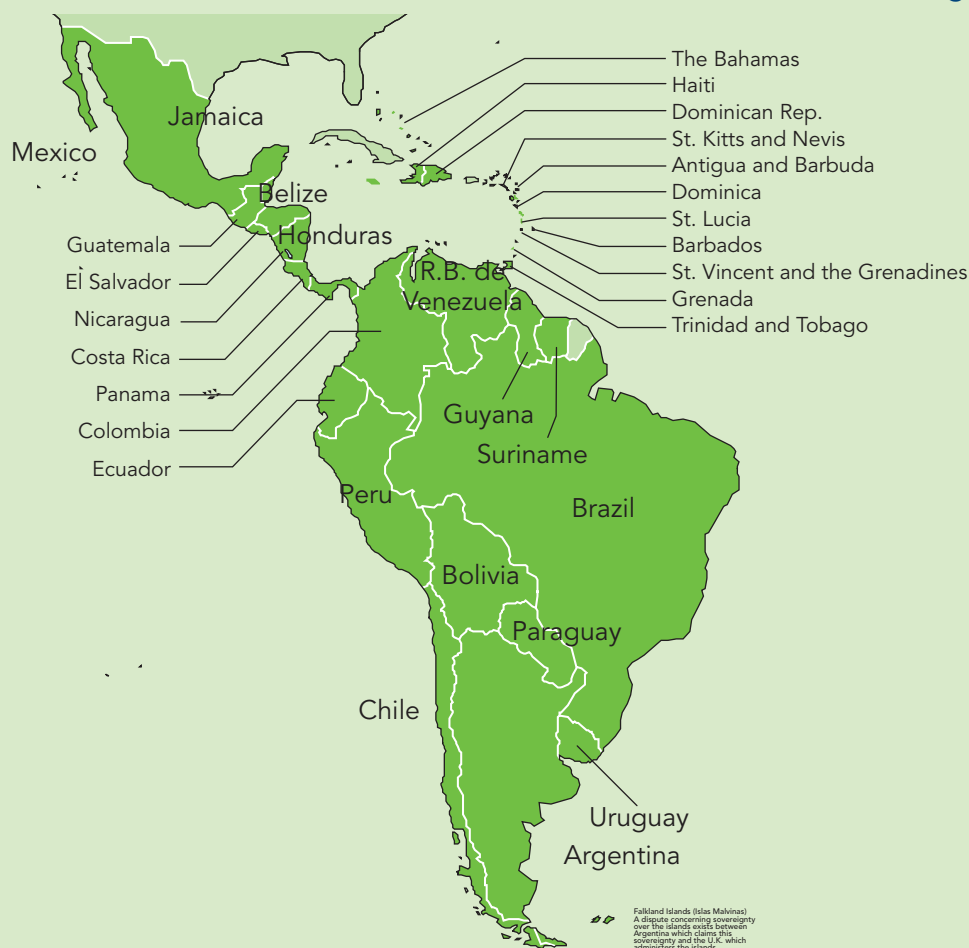 The Bahamas
Haiti
Dominican Rep.
St. Kitts and Nevis
Antigua and Barbuda
Dominica
St. Lucia
Barbados
St. Vincent and the Grenadines
Grenada
Trinidad and Tobago
Jamaica
Mexico
Belize
Honduras
Guatemala
El Salvador
Nicaragua
Costa Rica
Panama
Colombia
Ecuador
R.B. de
Venezuela
Guyana
Suriname
Peru
Brazil
Bolivia
Paraguay
Chile
Uruguay
Argentina
Falkland Islands (Islas Malvinas)
A dispute concerning sovereignty
over the islands exists between
Argentina which claims this
sovereignty and the U.K. which
administers the islands.